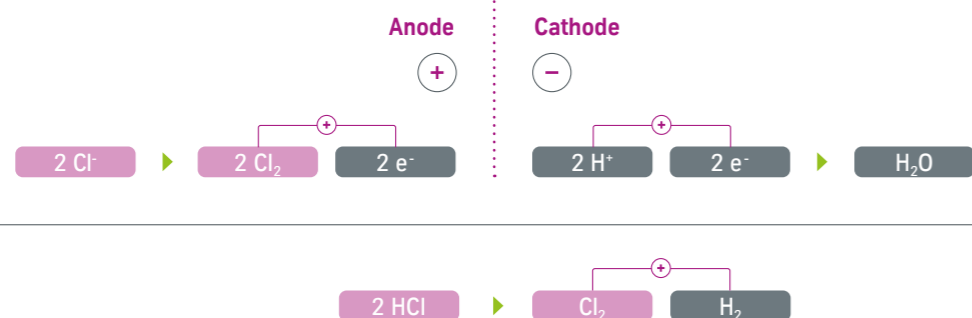 Anode Cathode
+ −
+ +
2 Cl⁻ 2 Cl₂ 2 e⁻ 2 H⁺ 2 e⁻ H₂O
+
2 HCl Cl₂ H₂